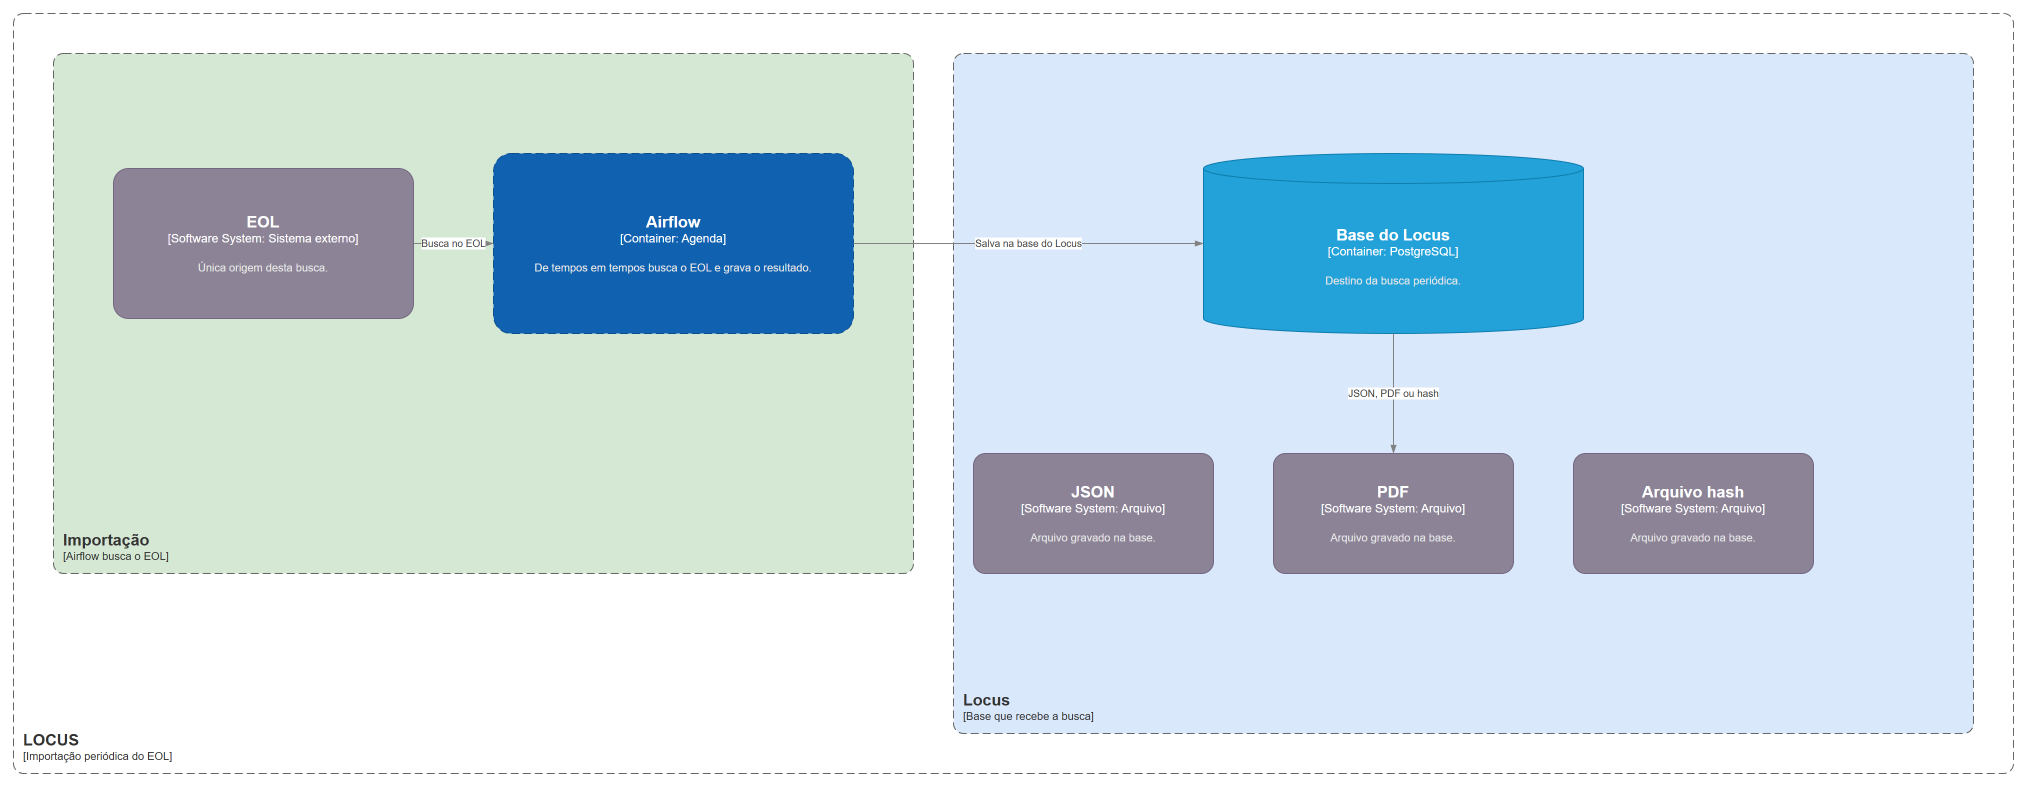 EOL
[Software System: Sistema externo]
Única origem desta busca.
Busca no EOL
Airflow
[Container: Agenda]
De tempos em tempos busca o EOL e grava o resultado.
Importação
[Airflow busca o EOL]
Salva na base do Locus
Base do Locus
[Container: PostgreSQL]
Destino da busca periódica.
JSON, PDF ou hash
JSON
[Software System: Arquivo]
Arquivo gravado na base.
PDF
[Software System: Arquivo]
Arquivo gravado na base.
Arquivo hash
[Software System: Arquivo]
Arquivo gravado na base.
Locus
[Base que recebe a busca]
LOCUS
[Importação periódica do EOL]